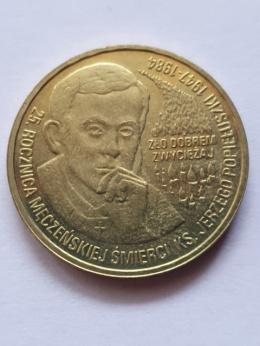 25. ROCZNICA MĘCZEŃSKIEJ ŚMIERCI KS. JERZEGO POPIEŁUSZKI 1947-1984
ZŁO DOBREM
ZWYCIĘŻAJ